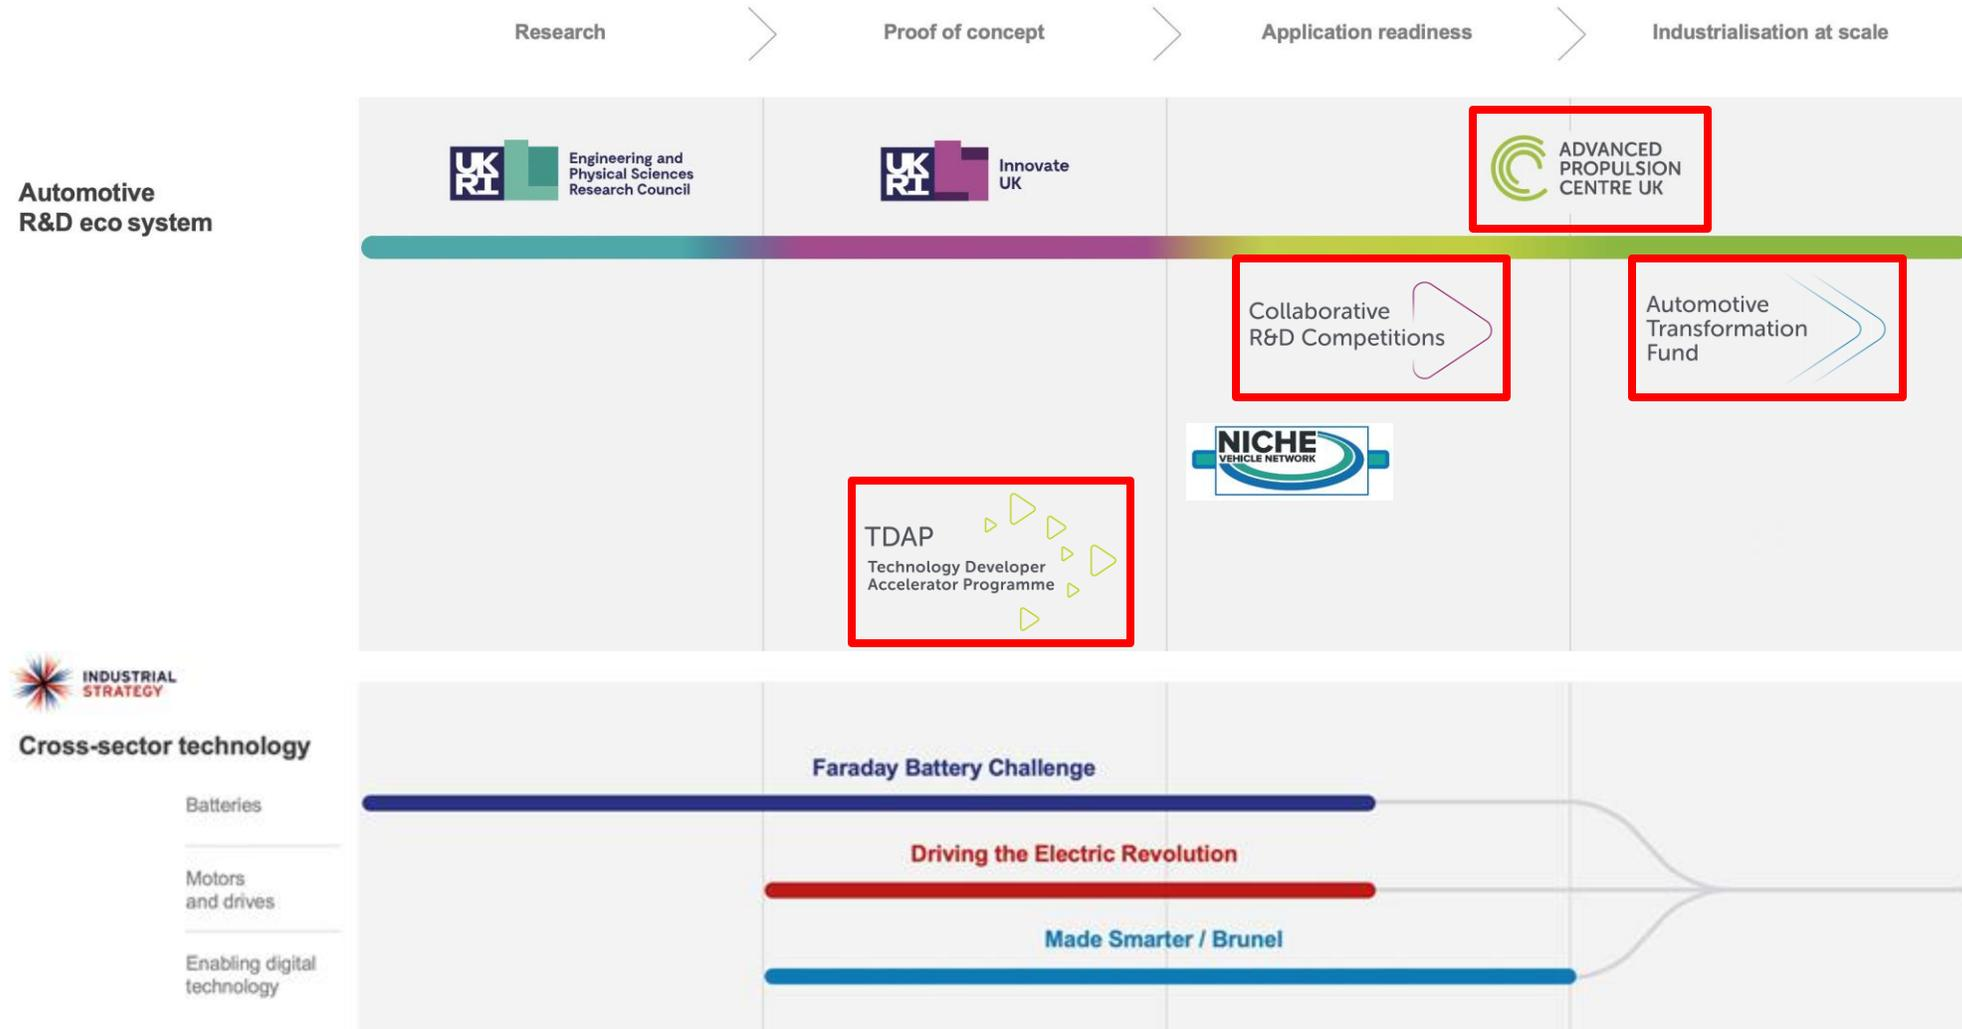 Research
Proof of concept
Application readiness
Industrialisation at scale
Automotive
R&D eco system
UK
RI
Engineering and
Physical Sciences
Research Council
UK
RI
Innovate
UK
ADVANCED
PROPULSION
CENTRE UK
Collaborative
R&D Competitions
Automotive
Transformation
Fund
NICHE
VEHICLE NETWORK
TDAP
Technology Developer
Accelerator Programme
INDUSTRIAL
STRATEGY
Cross-sector technology
Faraday Battery Challenge
Batteries
Driving the Electric Revolution
Motors
and drives
Made Smarter / Brunel
Enabling digital
technology